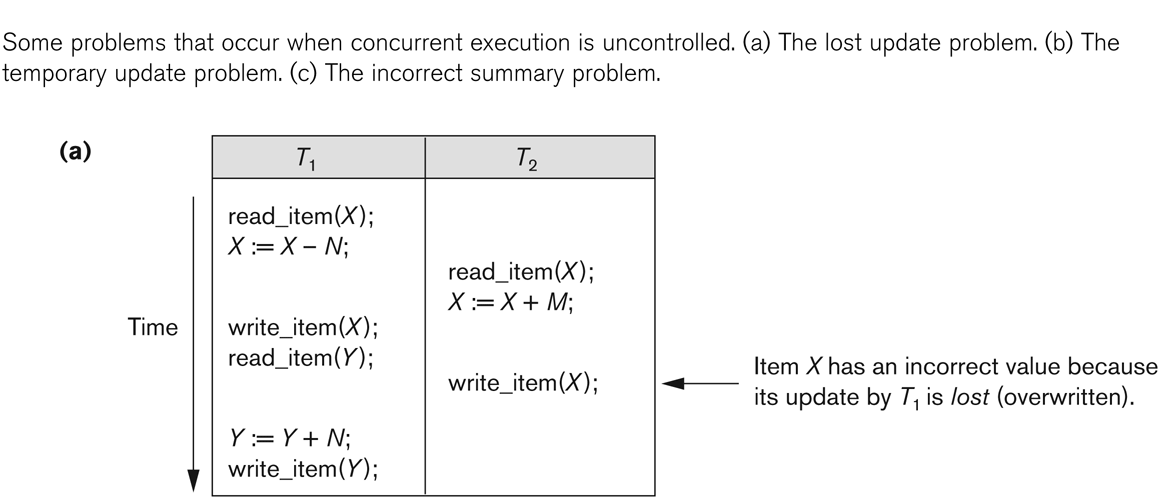 Some problems that occur when concurrent execution is uncontrolled. (a) The lost update problem. (b) The
temporary update problem. (c) The incorrect summary problem.
(a)
T1
T2
read_item(X);
X := X – N;
read_item(X);
X := X + M;
Time
write_item(X);
read_item(Y);
write_item(X);
Item X has an incorrect value because
its update by T1 is lost (overwritten).
Y := Y + N;
write_item(Y);